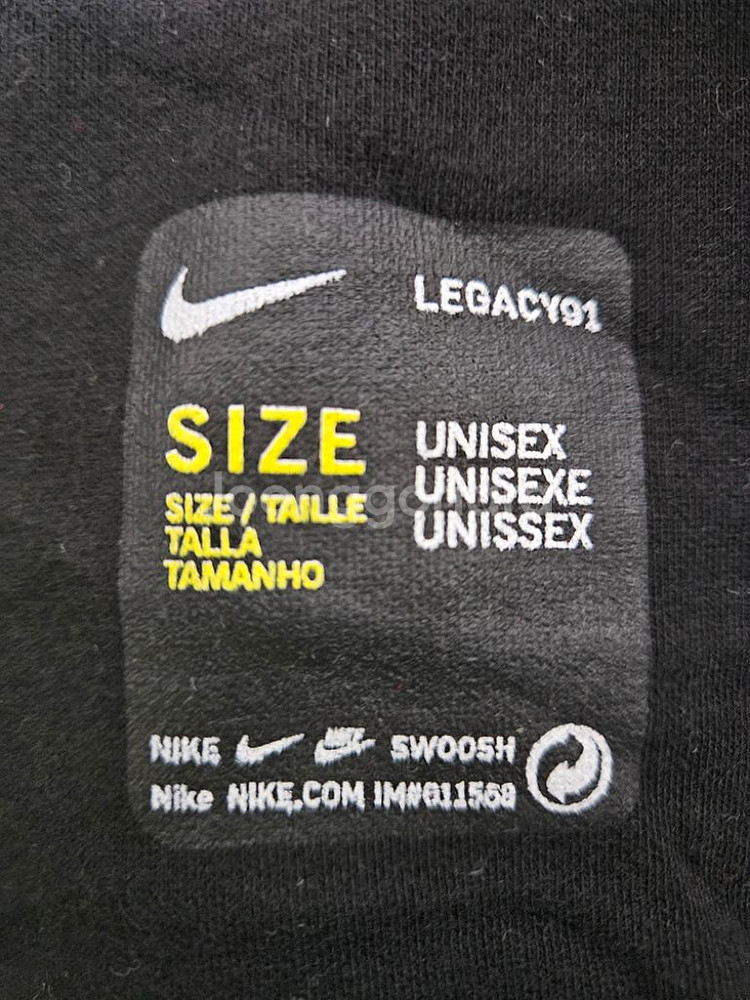 LEGACY91
SIZE
SIZE / TAILLE
TALLA
TAMANHO
UNISEX
UNISEXE
UNISSEX
NIKE SWOOSH
Nike NIKE.COM IM#611568